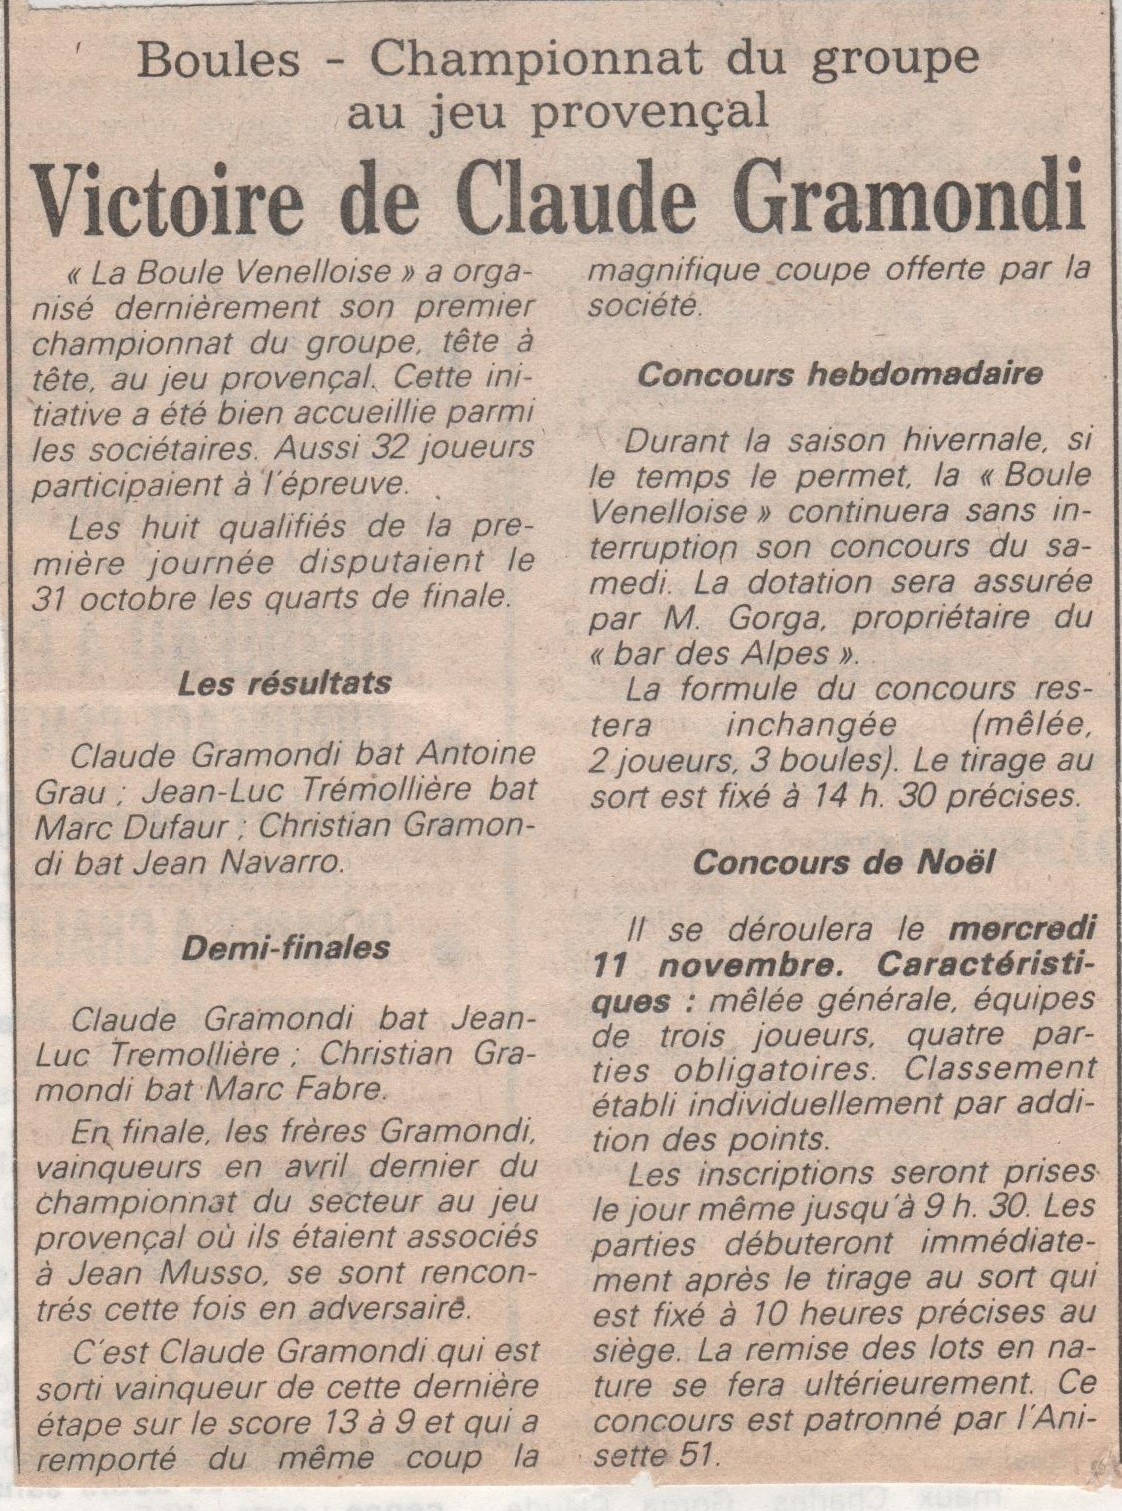 Boules - Championnat du groupe
au jeu provençal
Victoire de Claude Gramondi
« La Boule Venelloise » a orga-
nisé dernièrement son premier
championnat du groupe, tête à
tête, au jeu provençal. Cette ini-
tiative a été bien accueillie parmi
les sociétaires. Aussi 32 joueurs
participaient à l'épreuve.
Les huit qualifiés de la pre-
mière journée disputaient le
31 octobre les quarts de finale.
Les résultats
Claude Gramondi bat Antoine
Grau ; Jean-Luc Trémollière bat
Marc Dufaur ; Christian Gramon-
di bat Jean Navarro.
Demi-finales
Claude Gramondi bat Jean-
Luc Tremollière ; Christian Gra-
mondi bat Marc Fabre.
En finale, les frères Gramondi,
vainqueurs en avril dernier du
championnat du secteur au jeu
provençal où ils étaient associés
à Jean Musso, se sont rencon-
trés cette fois en adversaire.
C'est Claude Gramondi qui est
sorti vainqueur de cette dernière
étape sur le score 13 à 9 et qui a
remporté du même coup la
magnifique coupe offerte par la
société.
Concours hebdomadaire
Durant la saison hivernale, si
le temps le permet, la « Boule
Venelloise » continuera sans in-
terruption son concours du sa-
medi. La dotation sera assurée
par M. Gorga, propriétaire du
« bar des Alpes ».
La formule du concours res-
tera inchangée (mêlée,
2 joueurs, 3 boules). Le tirage au
sort est fixé à 14 h. 30 précises.
Concours de Noël
Il se déroulera le mercredi
11 novembre. Caractéristi-
ques : mêlée générale, équipes
de trois joueurs, quatre par-
ties obligatoires. Classement
établi individuellement par addi-
tion des points.
Les inscriptions seront prises
le jour même jusqu'à 9 h. 30. Les
parties débuteront immédiate-
ment après le tirage au sort qui
est fixé à 10 heures précises au
siège. La remise des lots en na-
ture se fera ultérieurement. Ce
concours est patronné par l'Ani-
sette 51.